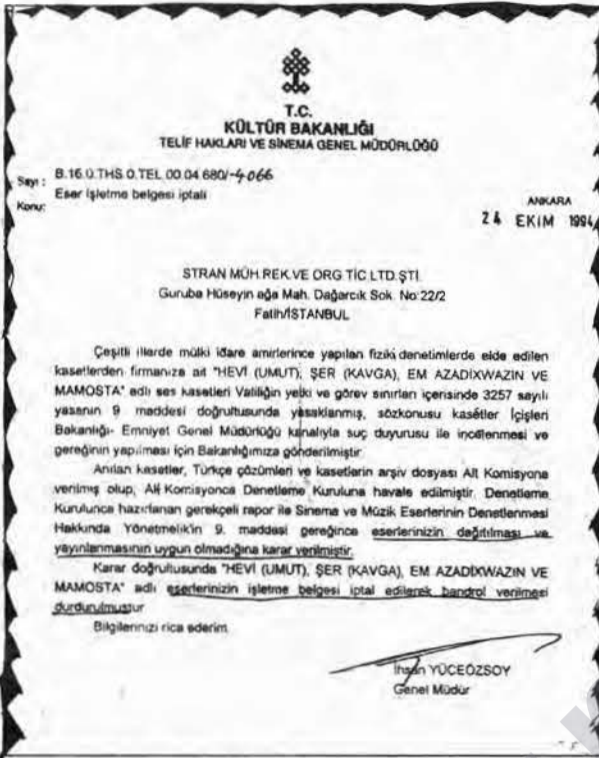 T.C.
KÜLTÜR BAKANLIĞI
TELİF HAKLARI VE SİNEMA GENEL MÜDÜRLÜĞÜ
Sayı : B.16.0.THS.0.TEL.00.04.680/-4066
Konu: Eser işletme belgesi iptali
ANKARA
24 EKİM 1994
STRAN MÜH.REK.VE ORG.TİC.LTD.ŞTİ.
Guruba Hüseyin ağa Mah. Dağarcık Sok. No:22/2
Fatih/İSTANBUL
Çeşitli illerde mülki idare amirlerince yapılan fiziki denetimlerde elde edilen
kasetlerden firmanıza ait "HEVİ (UMUT), ŞER (KAVGA), EM AZADİXWAZIN VE
MAMOSTA" adlı ses kasetleri Valiliğin yetki ve görev sınırları içerisinde 3257 sayılı
yasanın 9. maddesi doğrultusunda yasaklanmış, sözkonusu kasetler İçişleri
Bakanlığı- Emniyet Genel Müdürlüğü kanalıyla suç duyurusu ile incelenmesi ve
gereğinin yapılması için Bakanlığımıza gönderilmiştir.
Anılan kasetler, Türkçe çözümleri ve kasetlerin arşiv dosyası Alt Komisyona
verilmiş olup, Alt Komisyonca Denetleme Kuruluna havale edilmiştir. Denetleme
Kurulunca hazırlanan gerekçeli rapor ile Sinema ve Müzik Eserlerinin Denetlenmesi
Hakkında Yönetmelik'in 9. maddesi gereğince eserlerinizin dağıtılması ve
yayınlanmasının uygun olmadığına karar verilmiştir.
Karar doğrultusunda "HEVİ (UMUT), ŞER (KAVGA), EM AZADİXWAZIN VE
MAMOSTA" adlı eserlerinizin işletme belgesi iptal edilerek bandrol verilmesi
durdurulmuştur.
Bilgilerinizi rica ederim.
İhsan YÜCEÖZSOY
Genel Müdür